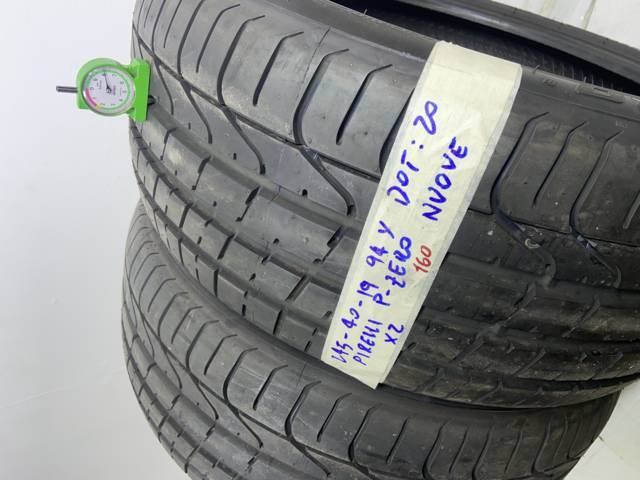 245-40-19 94 Y DOT: 20
PIRELLI P-ZERO NUOVE
X2 160